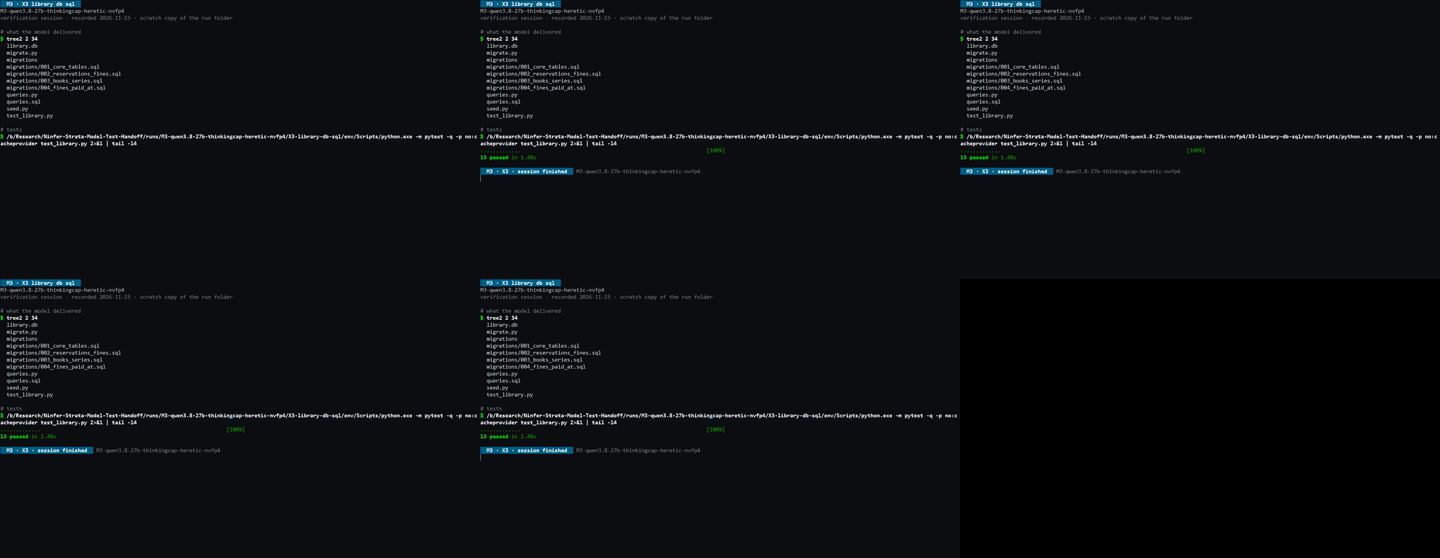 M3 · X3 library db sql
M3-qwen3.8-27b-thinkingcap-heretic-nvfp4
verification session · recorded 2026-11-15 · scratch copy of the run folder
# what the model delivered
$ tree2 2 34
library.db
migrate.py
migrations
migrations/001_core_tables.sql
migrations/002_reservations_fines.sql
migrations/003_books_series.sql
migrations/004_fines_paid_at.sql
queries.py
queries.sql
seed.py
test_library.py
# tests
$ /b/Research/Ninfer-Strata-Model-Test-Handoff/runs/M3-qwen3.8-27b-thinkingcap-heretic-nvfp4/X3-library-db-sql/env/Scripts/python.exe -m pytest -q -p no:c
acheprovider test_library.py 2>&1 | tail -14
M3 · X3 library db sql
M3-qwen3.8-27b-thinkingcap-heretic-nvfp4
verification session · recorded 2026-11-15 · scratch copy of the run folder
# what the model delivered
$ tree2 2 34
library.db
migrate.py
migrations
migrations/001_core_tables.sql
migrations/002_reservations_fines.sql
migrations/003_books_series.sql
migrations/004_fines_paid_at.sql
queries.py
queries.sql
seed.py
test_library.py
# tests
$ /b/Research/Ninfer-Strata-Model-Test-Handoff/runs/M3-qwen3.8-27b-thinkingcap-heretic-nvfp4/X3-library-db-sql/env/Scripts/python.exe -m pytest -q -p no:c
acheprovider test_library.py 2>&1 | tail -14
............. [100%]
13 passed in 1.48s
M3 · X3 · session finished M3-qwen3.8-27b-thinkingcap-heretic-nvfp4
M3 · X3 library db sql
M3-qwen3.8-27b-thinkingcap-heretic-nvfp4
verification session · recorded 2026-11-15 · scratch copy of the run folder
# what the model delivered
$ tree2 2 34
library.db
migrate.py
migrations
migrations/001_core_tables.sql
migrations/002_reservations_fines.sql
migrations/003_books_series.sql
migrations/004_fines_paid_at.sql
queries.py
queries.sql
seed.py
test_library.py
# tests
$ /b/Research/Ninfer-Strata-Model-Test-Handoff/runs/M3-qwen3.8-27b-thinkingcap-heretic-nvfp4/X3-library-db-sql/env/Scripts/python.exe -m pytest -q -p no:c
acheprovider test_library.py 2>&1 | tail -14
............. [100%]
13 passed in 1.48s
M3 · X3 · session finished M3-qwen3.8-27b-thinkingcap-heretic-nvfp4
M3 · X3 library db sql
M3-qwen3.8-27b-thinkingcap-heretic-nvfp4
verification session · recorded 2026-11-15 · scratch copy of the run folder
# what the model delivered
$ tree2 2 34
library.db
migrate.py
migrations
migrations/001_core_tables.sql
migrations/002_reservations_fines.sql
migrations/003_books_series.sql
migrations/004_fines_paid_at.sql
queries.py
queries.sql
seed.py
test_library.py
# tests
$ /b/Research/Ninfer-Strata-Model-Test-Handoff/runs/M3-qwen3.8-27b-thinkingcap-heretic-nvfp4/X3-library-db-sql/env/Scripts/python.exe -m pytest -q -p no:c
acheprovider test_library.py 2>&1 | tail -14
............. [100%]
13 passed in 1.48s
M3 · X3 · session finished M3-qwen3.8-27b-thinkingcap-heretic-nvfp4
M3 · X3 library db sql
M3-qwen3.8-27b-thinkingcap-heretic-nvfp4
verification session · recorded 2026-11-15 · scratch copy of the run folder
# what the model delivered
$ tree2 2 34
library.db
migrate.py
migrations
migrations/001_core_tables.sql
migrations/002_reservations_fines.sql
migrations/003_books_series.sql
migrations/004_fines_paid_at.sql
queries.py
queries.sql
seed.py
test_library.py
# tests
$ /b/Research/Ninfer-Strata-Model-Test-Handoff/runs/M3-qwen3.8-27b-thinkingcap-heretic-nvfp4/X3-library-db-sql/env/Scripts/python.exe -m pytest -q -p no:c
acheprovider test_library.py 2>&1 | tail -14
............. [100%]
13 passed in 1.48s
M3 · X3 · session finished M3-qwen3.8-27b-thinkingcap-heretic-nvfp4